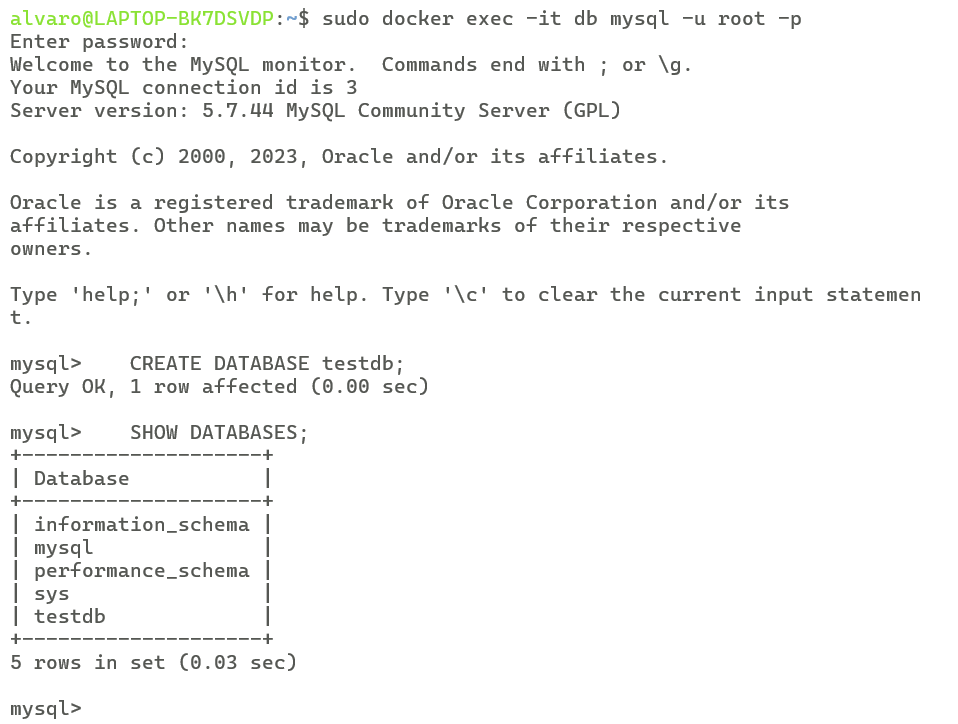 alvaro@LAPTOP-BK7DSVDP:~$ sudo docker exec -it db mysql -u root -p
Enter password:
Welcome to the MySQL monitor.  Commands end with ; or \g.
Your MySQL connection id is 3
Server version: 5.7.44 MySQL Community Server (GPL)

Copyright (c) 2000, 2023, Oracle and/or its affiliates.

Oracle is a registered trademark of Oracle Corporation and/or its
affiliates. Other names may be trademarks of their respective
owners.

Type 'help;' or '\h' for help. Type '\c' to clear the current input statemen
t.

mysql>    CREATE DATABASE testdb;
Query OK, 1 row affected (0.00 sec)

mysql>    SHOW DATABASES;
+--------------------+
| Database           |
+--------------------+
| information_schema |
| mysql              |
| performance_schema |
| sys                |
| testdb             |
+--------------------+
5 rows in set (0.03 sec)

mysql>